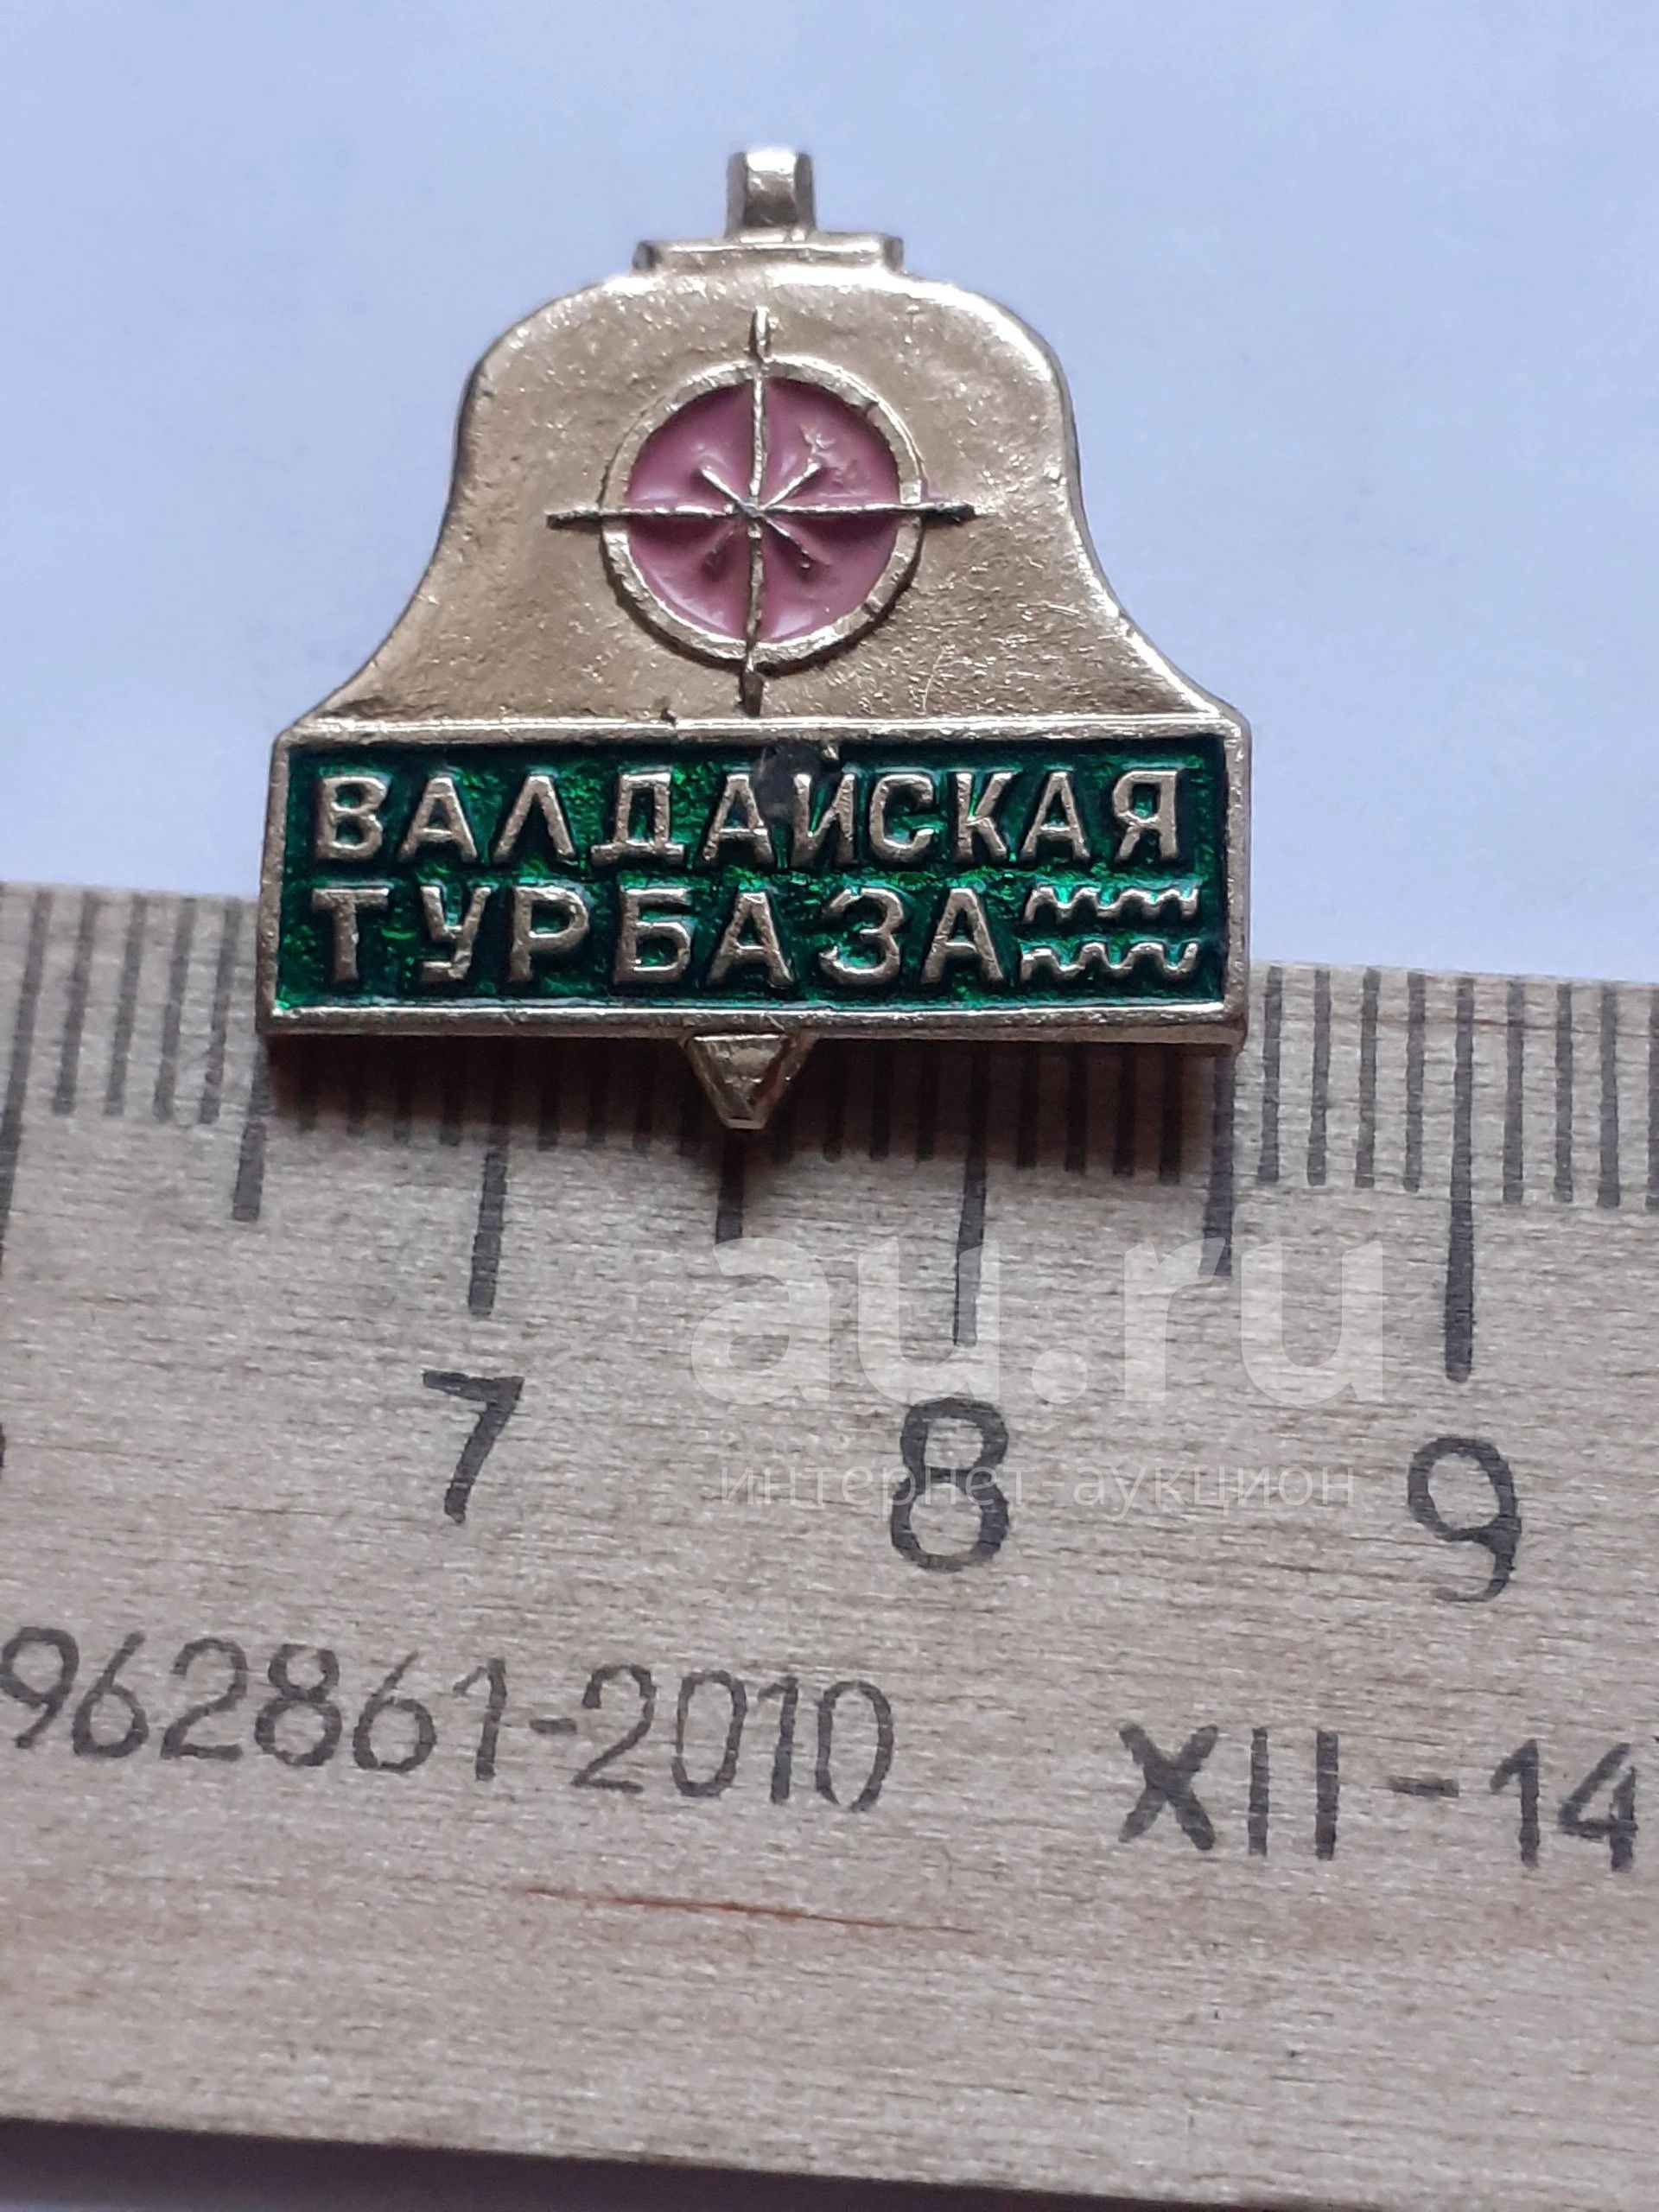 ВАЛДАЙСКАЯ
ТУРБАЗА
au.ru
7 8 9
интернет-аукцион
962861-2010 XII-14